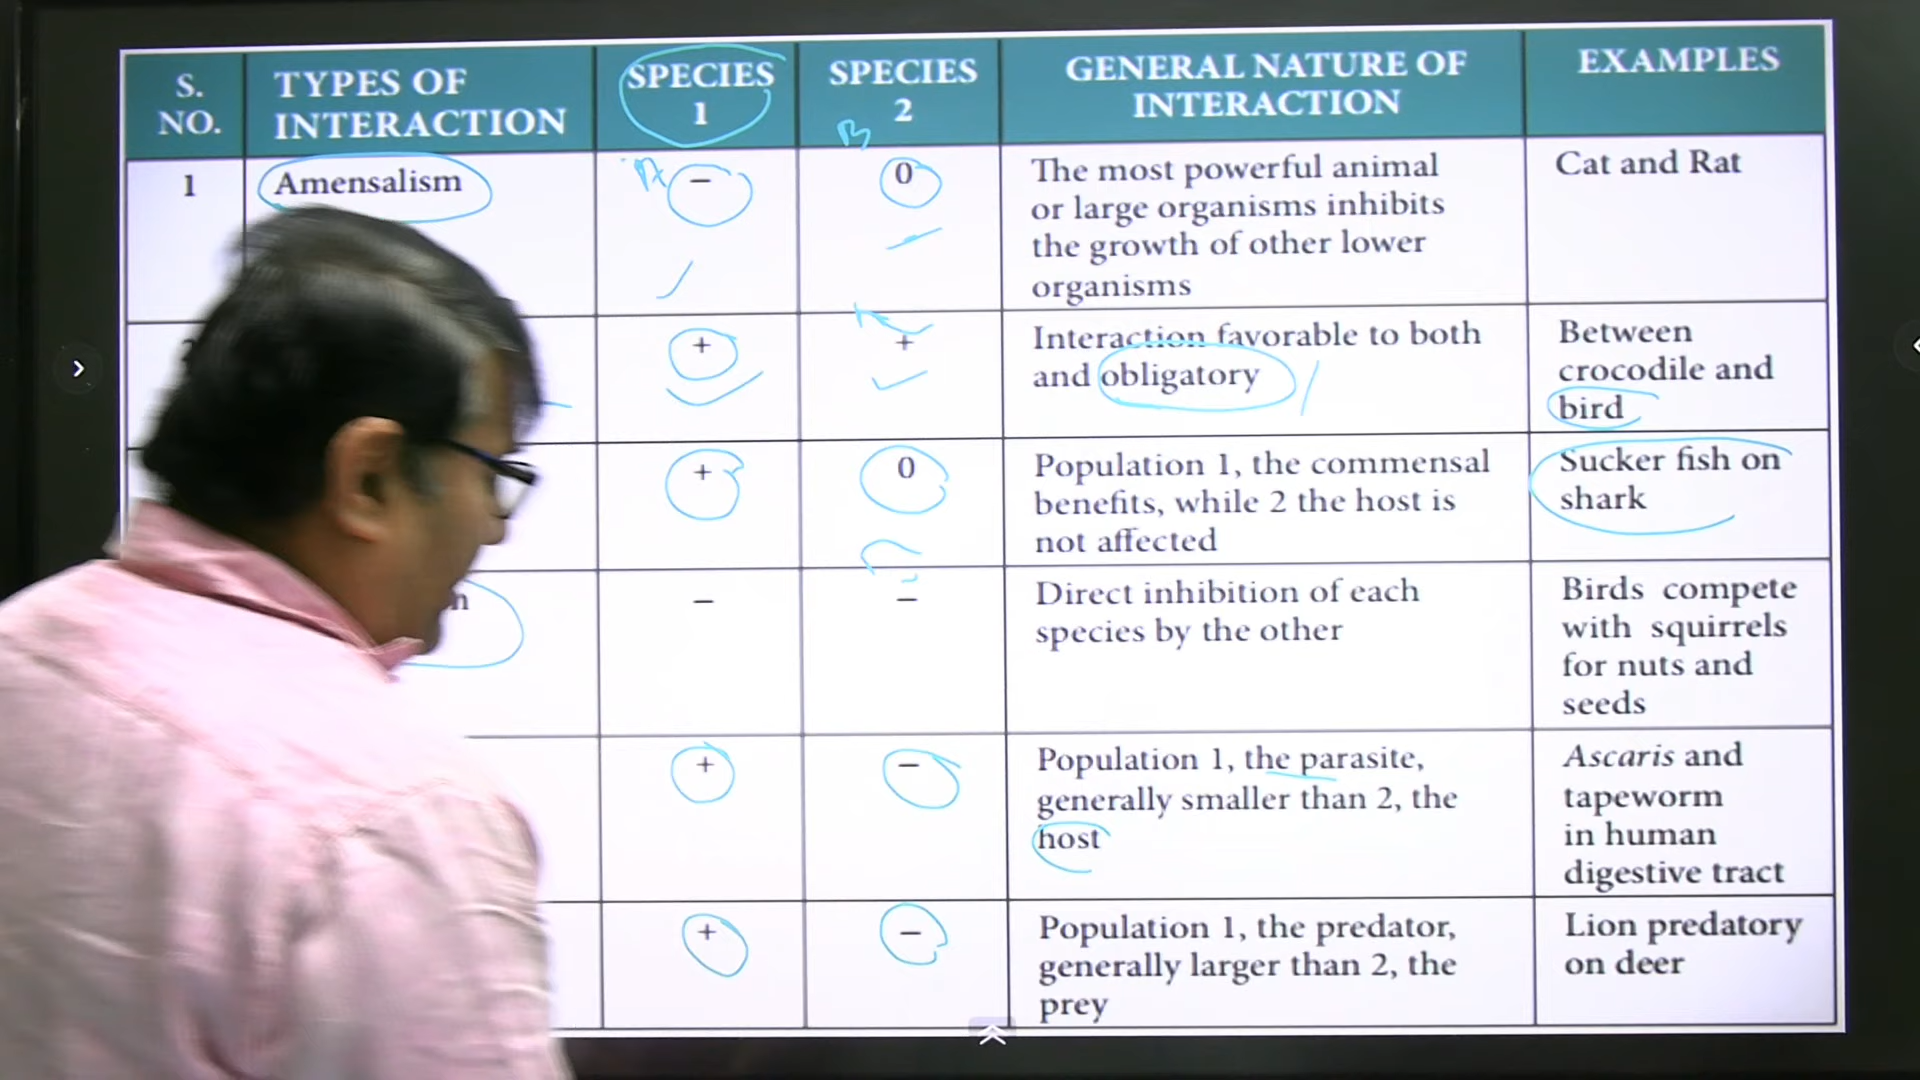 S.
NO.
TYPES OF
INTERACTION
SPECIES
1
SPECIES
2
GENERAL NATURE OF
INTERACTION
EXAMPLES
1
Amensalism
A
–
B
0
The most powerful animal
or large organisms inhibits
the growth of other lower
organisms
Cat and Rat
+
+
Interaction favorable to both
and obligatory
Between
crocodile and
bird
+
0
Population 1, the commensal
benefits, while 2 the host is
not affected
Sucker fish on
shark
–
–
Direct inhibition of each
species by the other
Birds compete
with squirrels
for nuts and
seeds
+
–
Population 1, the parasite,
generally smaller than 2, the
host
Ascaris and
tapeworm
in human
digestive tract
+
–
Population 1, the predator,
generally larger than 2, the
prey
Lion predatory
on deer